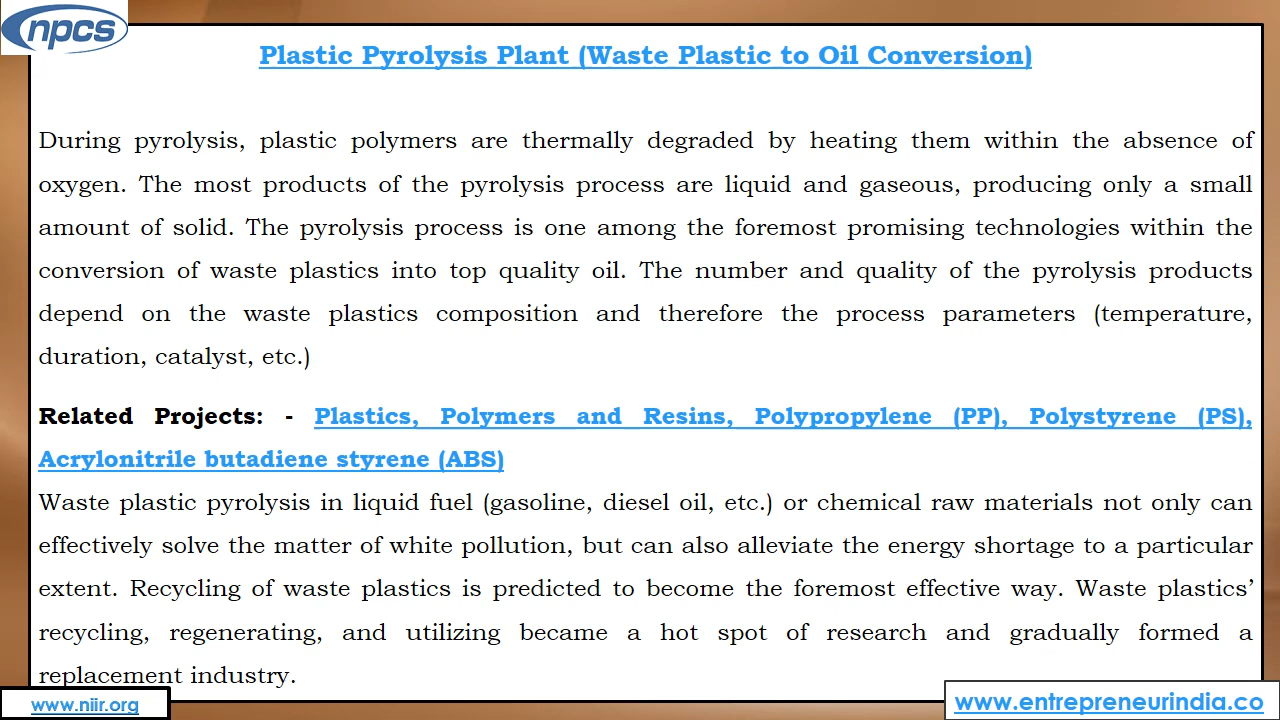 npcs
Plastic Pyrolysis Plant (Waste Plastic to Oil Conversion)
During pyrolysis, plastic polymers are thermally degraded by heating them within the absence of
oxygen. The most products of the pyrolysis process are liquid and gaseous, producing only a small
amount of solid. The pyrolysis process is one among the foremost promising technologies within the
conversion of waste plastics into top quality oil. The number and quality of the pyrolysis products
depend on the waste plastics composition and therefore the process parameters (temperature,
duration, catalyst, etc.)
Related Projects: - Plastics, Polymers and Resins, Polypropylene (PP), Polystyrene (PS),
Acrylonitrile butadiene styrene (ABS)
Waste plastic pyrolysis in liquid fuel (gasoline, diesel oil, etc.) or chemical raw materials not only can
effectively solve the matter of white pollution, but can also alleviate the energy shortage to a particular
extent. Recycling of waste plastics is predicted to become the foremost effective way. Waste plastics’
recycling, regenerating, and utilizing became a hot spot of research and gradually formed a
replacement industry.
www.niir.org
www.entrepreneurindia.co